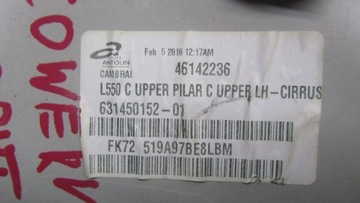 Feb 5 2016 12:17AM
ANTOLIN
CAMBRAI
46142236
L550 C UPPER PILAR C UPPER LH-CIRRUS
631450152-01
FK72 519A97BE8LBM